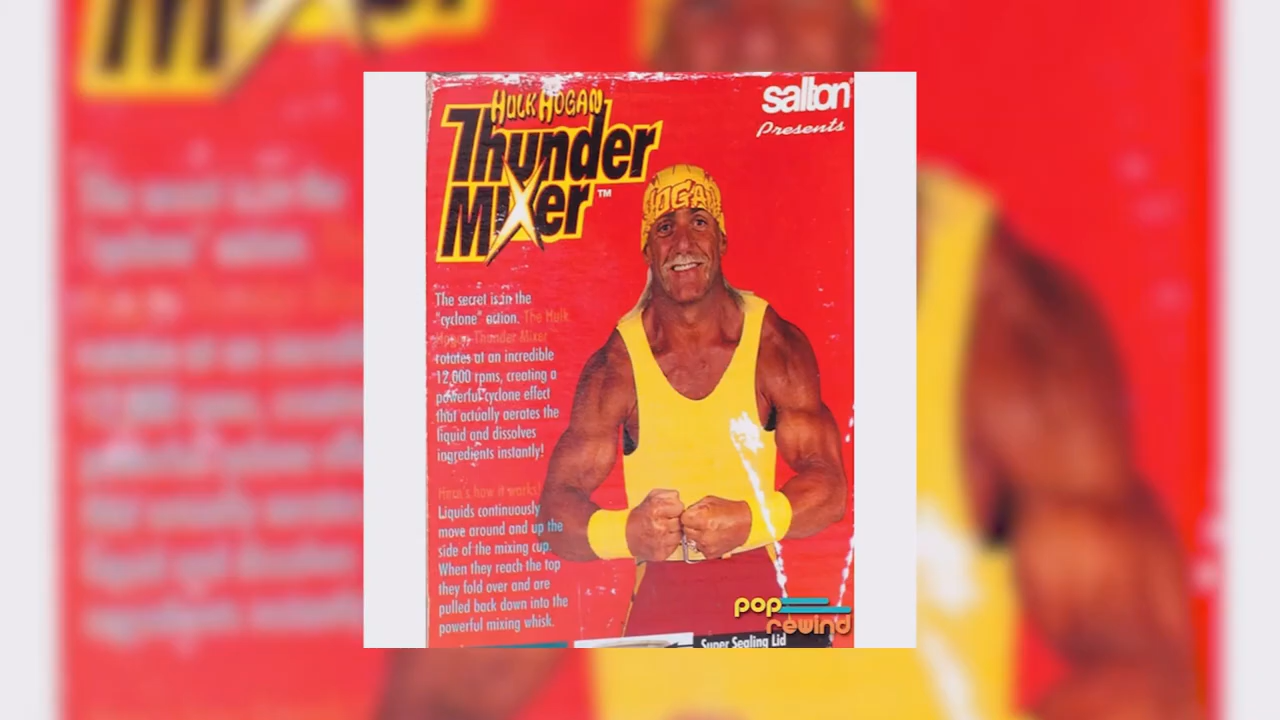 HULK HOGAN
Thunder
MIXer™
salton
Presents
HOGAN
The secret is in the
"cyclone" action. The Hulk
Hogan Thunder Mixer
rotates at an incredible
12,000 rpms, creating a
powerful cyclone effect
that actually aerates the
liquid and dissolves
ingredients instantly!
Here's how it works!
Liquids continuously
move around and up the
side of the mixing cup.
When they reach the top
they fold over and are
pulled back down into the
powerful mixing whisk.
pop
rewind
Super Sealing Lid